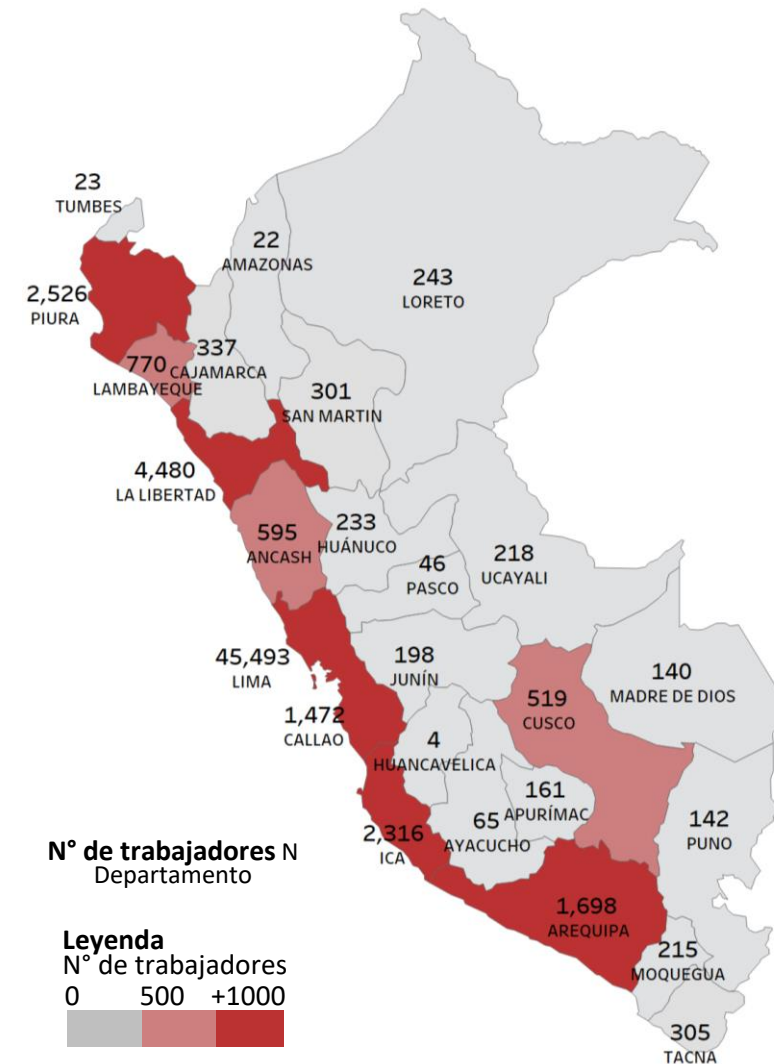 23
TUMBES
22
AMAZONAS
243
LORETO
2,526
PIURA
337
CAJAMARCA
770
LAMBAYEQUE
301
SAN MARTIN
4,480
LA LIBERTAD
233
HUÁNUCO
595
ANCASH
46
PASCO
218
UCAYALI
45,493
LIMA
198
JUNÍN
140
MADRE DE DIOS
519
CUSCO
1,472
CALLAO
4
HUANCAVELICA
161
APURÍMAC
65
AYACUCHO
142
PUNO
2,316
ICA
1,698
AREQUIPA
215
MOQUEGUA
305
TACNA
N° de trabajadores N
Departamento
Leyenda
N° de trabajadores
0 500 +1000